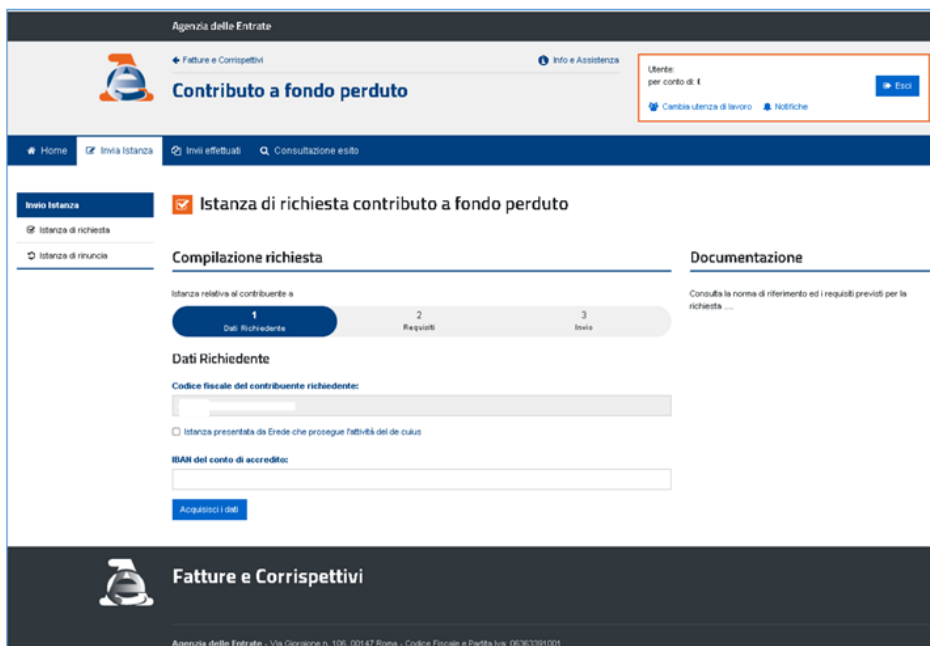 Agenzia delle Entrate
Fatture e Corrispettivi
Info e Assistenza
Contributo a fondo perduto
Utente:
per conto di:
Esci
Cambia utenza di lavoro Notifiche
Home Invia Istanza Invii effettuati Consultazione esito
Invio Istanza
Istanza di richiesta
Istanza di rinuncia
Istanza di richiesta contributo a fondo perduto
Compilazione richiesta
Istanza relativa al contribuente a
1 2 3
Dati Richiedente Requisiti Invio
Dati Richiedente
Codice fiscale del contribuente richiedente:
Istanza presentata da Erede che prosegue l'attività del de cuius
IBAN del conto di accredito:
Acquisisci i dati
Documentazione
Consulta la norma di riferimento ed i requisiti previsti per la
richiesta ....
Fatture e Corrispettivi
Agenzia delle Entrate - Via Giorgione n. 106, 00147 Roma - Codice Fiscale e Partita Iva: 06363391001